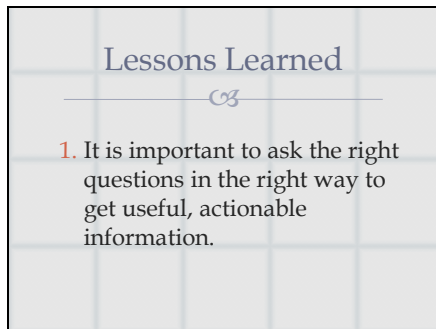 Lessons Learned
1. It is important to ask the right
questions in the right way to
get useful, actionable
information.